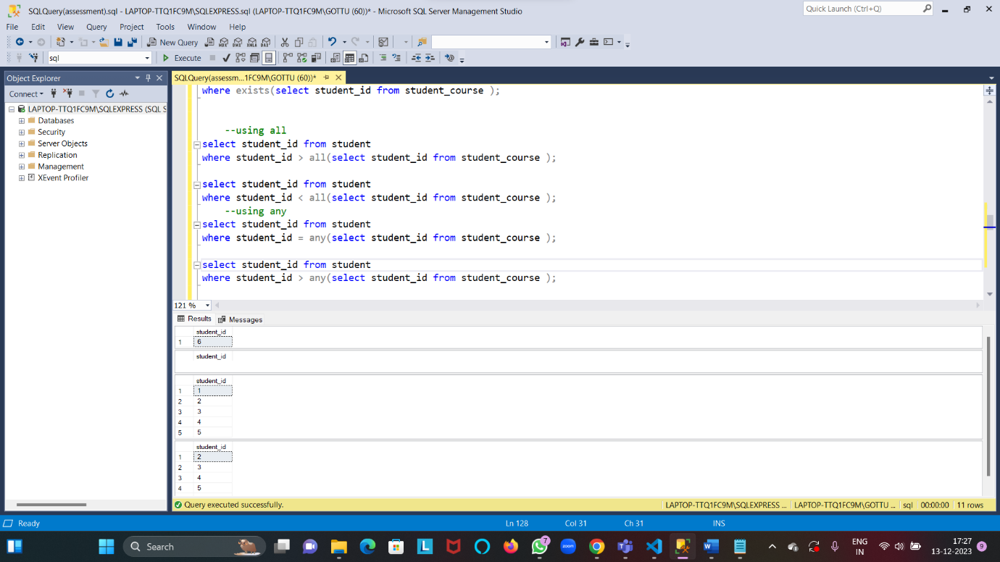 SQLQuery(assessment).sql - LAPTOP-TTQ1FC9M\SQLEXPRESS.sql (LAPTOP-TTQ1FC9M\GOTTU (60))* - Microsoft SQL Server Management Studio
Quick Launch (Ctrl+Q)
File Edit View Query Project Tools Window Help
New Query
sql
Execute
Object Explorer
SQLQuery(assessm...1FC9M\GOTTU (60))*
Connect
LAPTOP-TTQ1FC9M\SQLEXPRESS (SQL S
Databases
Security
Server Objects
Replication
Management
XEvent Profiler
where exists(select student_id from student_course );
--using all
select student_id from student
where student_id > all(select student_id from student_course );
select student_id from student
where student_id < all(select student_id from student_course );
--using any
select student_id from student
where student_id = any(select student_id from student_course );
select student_id from student
where student_id > any(select student_id from student_course );
121 %
Results Messages
student_id
1 6
student_id
student_id
1 1
2 2
3 3
4 4
5 5
student_id
1 2
2 3
3 4
4 5
Query executed successfully.
LAPTOP-TTQ1FC9M\SQLEXPRESS ... LAPTOP-TTQ1FC9M\GOTTU ... sql 00:00:00 11 rows
Ready
Ln 128 Col 31 Ch 31 INS
Search
7
zoom
ENG
IN
17:27
13-12-2023
9